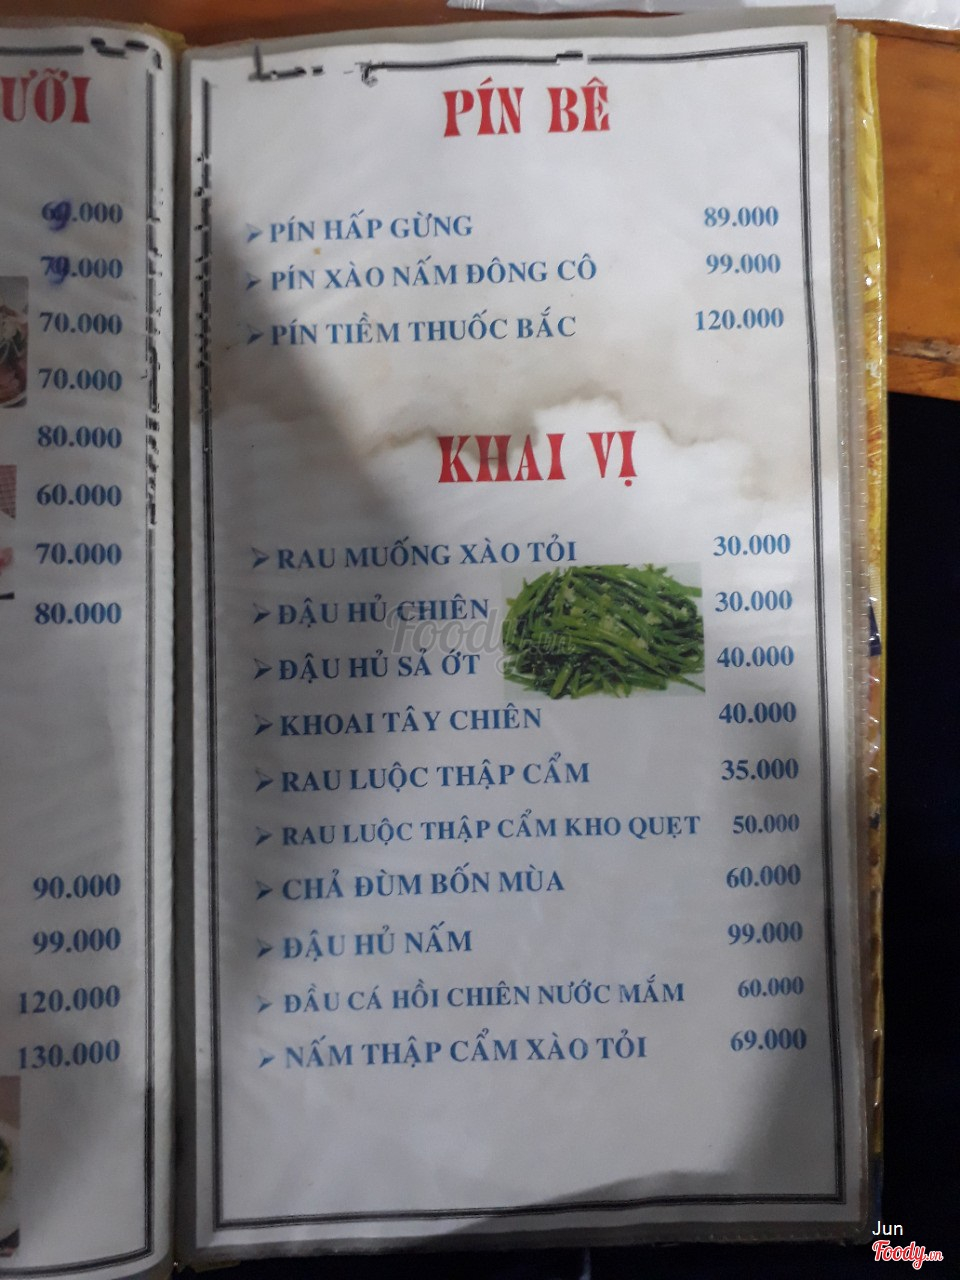 ƯỠI
69.000
79.000
70.000
70.000
80.000
60.000
70.000
80.000
90.000
99.000
120.000
130.000
PÍN BÊ
➢ PÍN HẤP GỪNG 89.000
➢ PÍN XÀO NẤM ĐÔNG CÔ 99.000
➢ PÍN TIỀM THUỐC BẮC 120.000
KHAI VỊ
➢ RAU MUỐNG XÀO TỎI 30.000
➢ ĐẬU HỦ CHIÊN 30.000
➢ ĐẬU HỦ SẢ ỚT 40.000
➢ KHOAI TÂY CHIÊN 40.000
➢ RAU LUỘC THẬP CẨM 35.000
➢ RAU LUỘC THẬP CẨM KHO QUẸT 50.000
➢ CHẢ ĐÙM BỐN MÙA 60.000
➢ ĐẬU HỦ NẤM 99.000
➢ ĐẦU CÁ HỒI CHIÊN NƯỚC MẮM 60.000
➢ NẤM THẬP CẨM XÀO TỎI 69.000
Foody.vn
Jun
Foody.vn